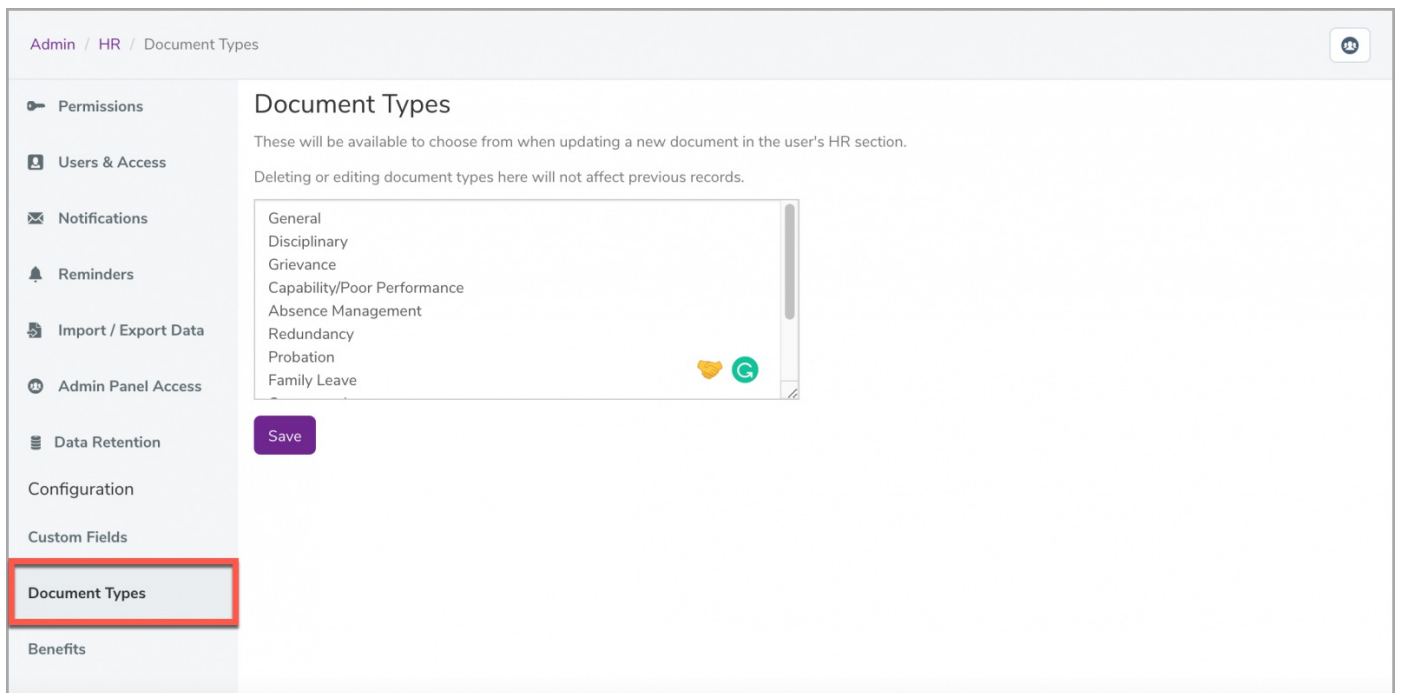 Admin / HR / Document Types
Permissions
Users & Access
Notifications
Reminders
Import / Export Data
Admin Panel Access
Data Retention
Configuration
Custom Fields
Document Types
Benefits
Document Types
These will be available to choose from when updating a new document in the user's HR section.
Deleting or editing document types here will not affect previous records.
General
Disciplinary
Grievance
Capability/Poor Performance
Absence Management
Redundancy
Probation
Family Leave
Save